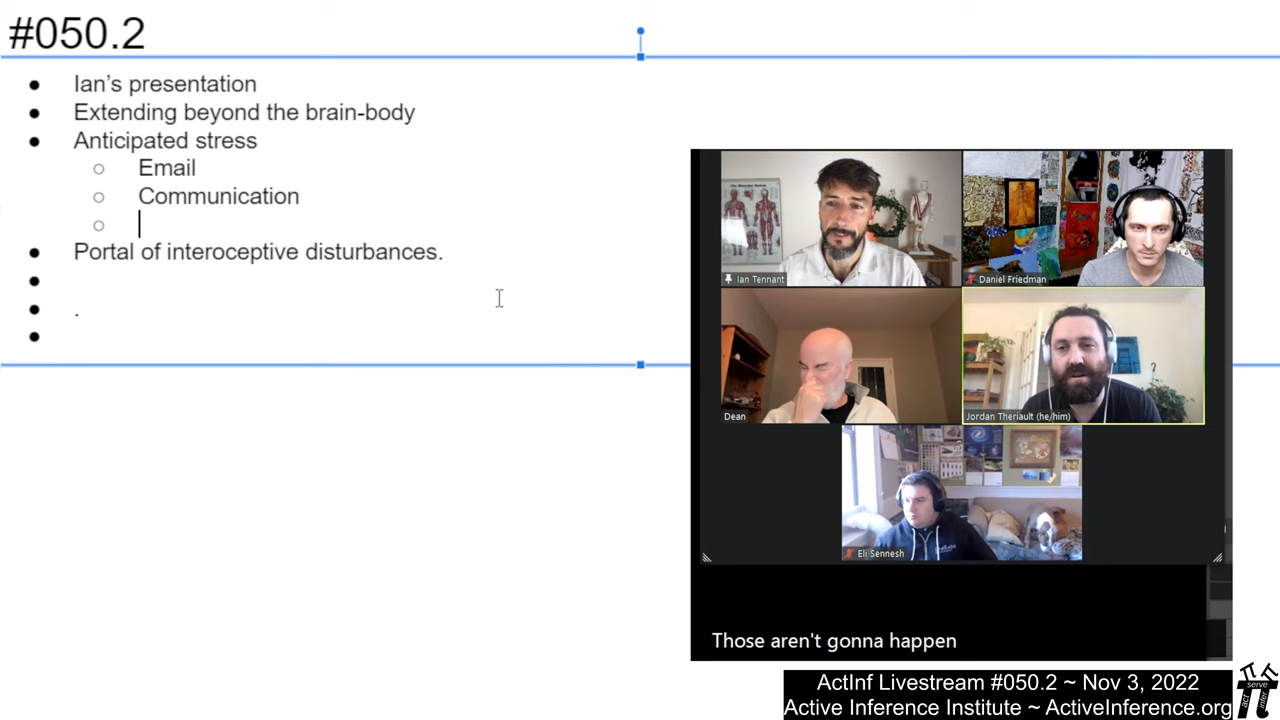 #050.2
Ian's presentation
Extending beyond the brain-body
Anticipated stress
Email
Communication
Portal of interoceptive disturbances.
.
Ian Tennant
Daniel Friedman
Dean
Jordan Theriault (he/him)
Eli Sennesh
Those aren't gonna happen
ActInf Livestream #050.2 ~ Nov 3, 2022
Active Inference Institute ~ ActiveInference.org
serve